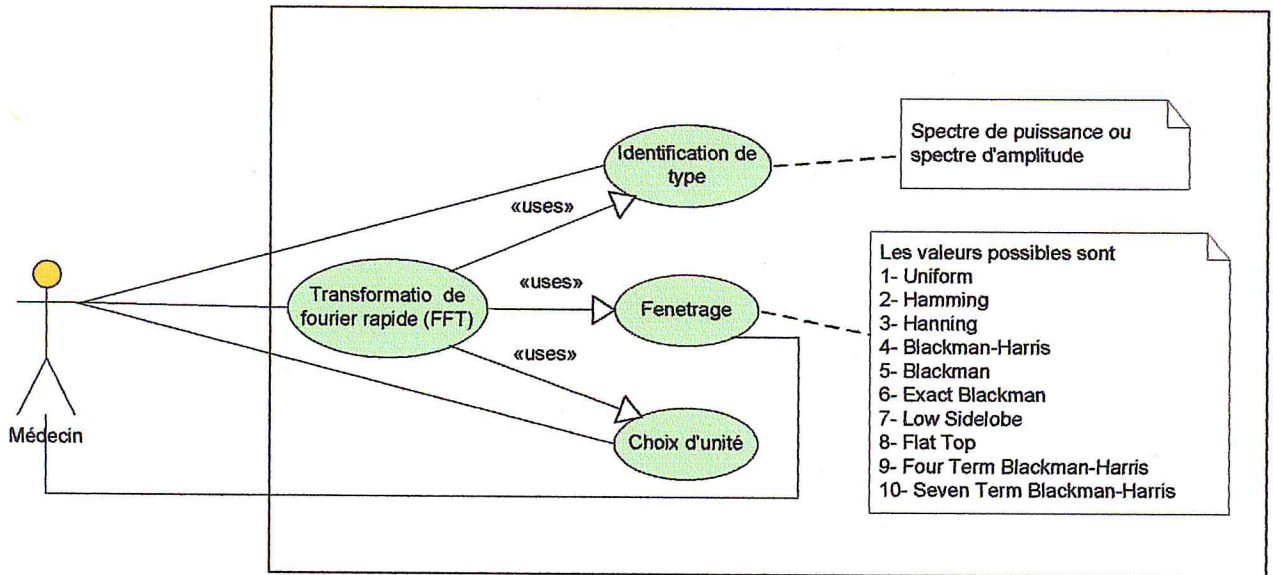 Spectre de puissance ou
spectre d'amplitude
Identification de
type
«uses»
Les valeurs possibles sont
1- Uniform
2- Hamming
3- Hanning
4- Blackman-Harris
5- Blackman
6- Exact Blackman
7- Low Sidelobe
8- Flat Top
9- Four Term Blackman-Harris
10- Seven Term Blackman-Harris
«uses»
Transformatio de
fourier rapide (FFT)
Fenetrage
«uses»
Médecin
Choix d'unité